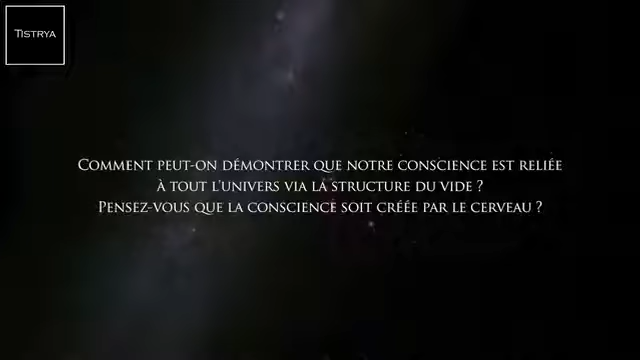 TISTRYA
COMMENT PEUT-ON DÉMONTRER QUE NOTRE CONSCIENCE EST RELIÉE
À TOUT L'UNIVERS VIA LA STRUCTURE DU VIDE ?
PENSEZ-VOUS QUE LA CONSCIENCE SOIT CRÉÉE PAR LE CERVEAU ?